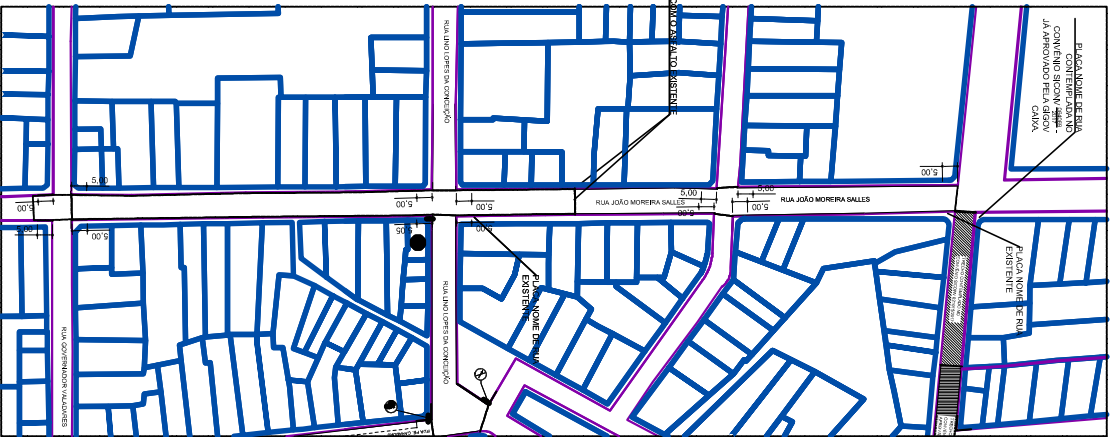 RUA LINO LOPES DA CONCEIÇÃO
COM O ASFALTO EXISTENTE
PLACA NOME DE RUA
CONTEMPLADA NO
CONVÊNIO SICONV
JÁ APROVADO PELA GIGOV
CAIXA.
5,00
5,00
5,00
5,00
5,00
5,00
5,00
RUA JOÃO MOREIRA SALLES
RUA JOÃO MOREIRA SALLES
5,00
5,00
5,00
5,05
5,00
PLACA NOME DE RUA
EXISTENTE
PLACA NOME DE RUA
EXISTENTE
RUA GOVERNADOR VALADARES
RUA LINO LOPES DA CONCEIÇÃO